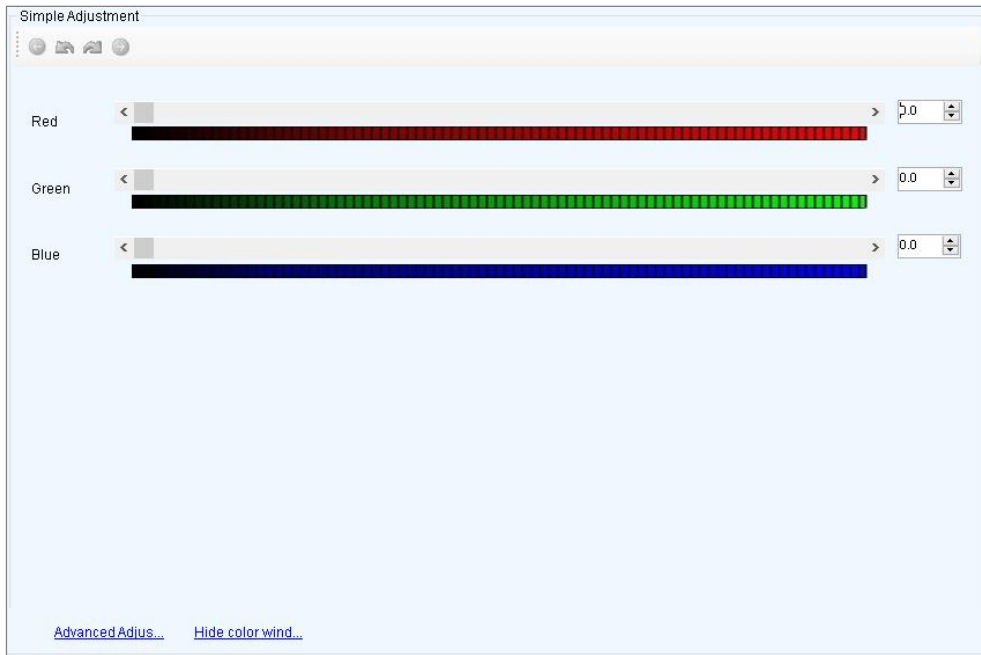 Simple Adjustment
Red
0.0
Green
0.0
Blue
0.0
Advanced Adjus... Hide color wind...